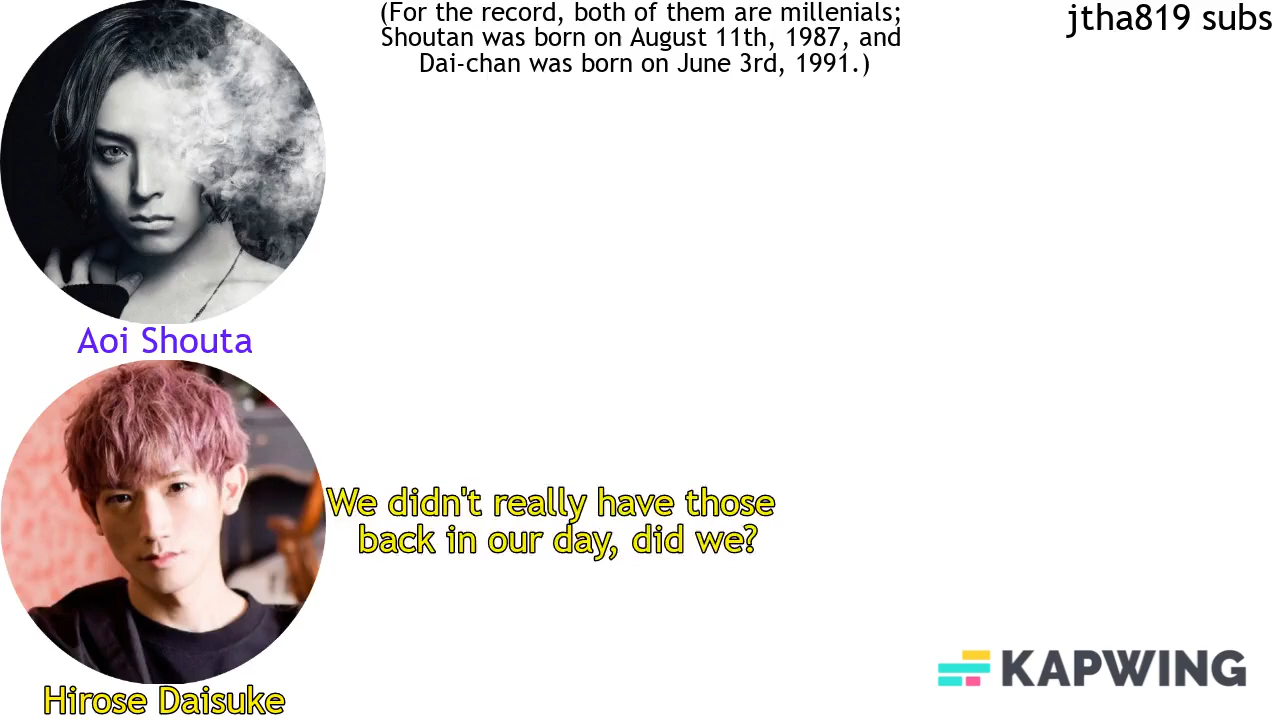 (For the record, both of them are millenials;
Shoutan was born on August 11th, 1987, and
Dai-chan was born on June 3rd, 1991.)
jtha819 subs
Aoi Shouta
We didn't really have those
back in our day, did we?
Hirose Daisuke
KAPWING